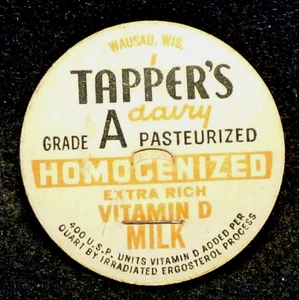 WAUSAU, WIS.
TAPPER'S
dairy
GRADE A PASTEURIZED
HOMOGENIZED
EXTRA RICH
VITAMIN D
MILK
400 U.S.P. UNITS VITAMIN D ADDED PER
QUART BY IRRADIATED ERGOSTEROL PROCESS